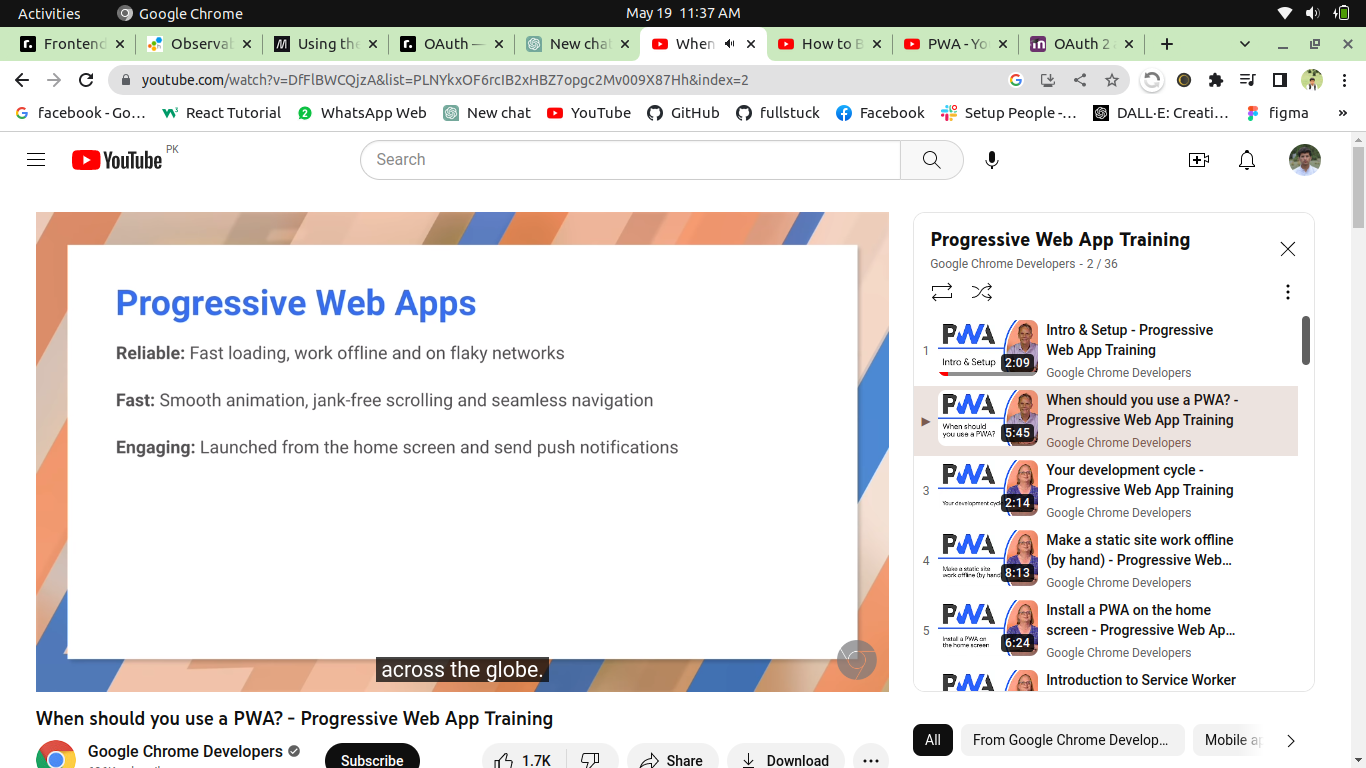 Activities
Google Chrome
May 19 11:37 AM
Frontend
Observab
Using the
OAuth —
New chat
When
How to B
PWA - Yo
OAuth 2
youtube.com/watch?v=DfFlBWCQjzA&list=PLNYkxOF6rcIB2xHBZ7opgc2Mv009X87Hh&index=2
facebook - Go…
React Tutorial
2 WhatsApp Web
New chat
YouTube
GitHub
fullstuck
Facebook
Setup People -…
DALL·E: Creati…
figma
»
YouTube PK
Search
Progressive Web Apps
Reliable: Fast loading, work offline and on flaky networks
Fast: Smooth animation, jank-free scrolling and seamless navigation
Engaging: Launched from the home screen and send push notifications
across the globe.
When should you use a PWA? - Progressive Web App Training
Google Chrome Developers
Subscribe
1.7K
Share
Download
Progressive Web App Training
Google Chrome Developers - 2 / 36
1
PWA
Intro & Setup
2:09
Intro & Setup - Progressive
Web App Training
Google Chrome Developers
PWA
When should
you use a PWA?
5:45
When should you use a PWA? -
Progressive Web App Training
Google Chrome Developers
3
PWA
Your development cycle
2:14
Your development cycle -
Progressive Web App Training
Google Chrome Developers
4
PWA
Make a static site
work offline (by hand)
8:13
Make a static site work offline
(by hand) - Progressive Web…
Google Chrome Developers
5
PWA
Install a PWA on
the home screen
6:24
Install a PWA on the home
screen - Progressive Web Ap…
Google Chrome Developers
PWA
Introduction to Service Worker
All
From Google Chrome Develop…
Mobile ap